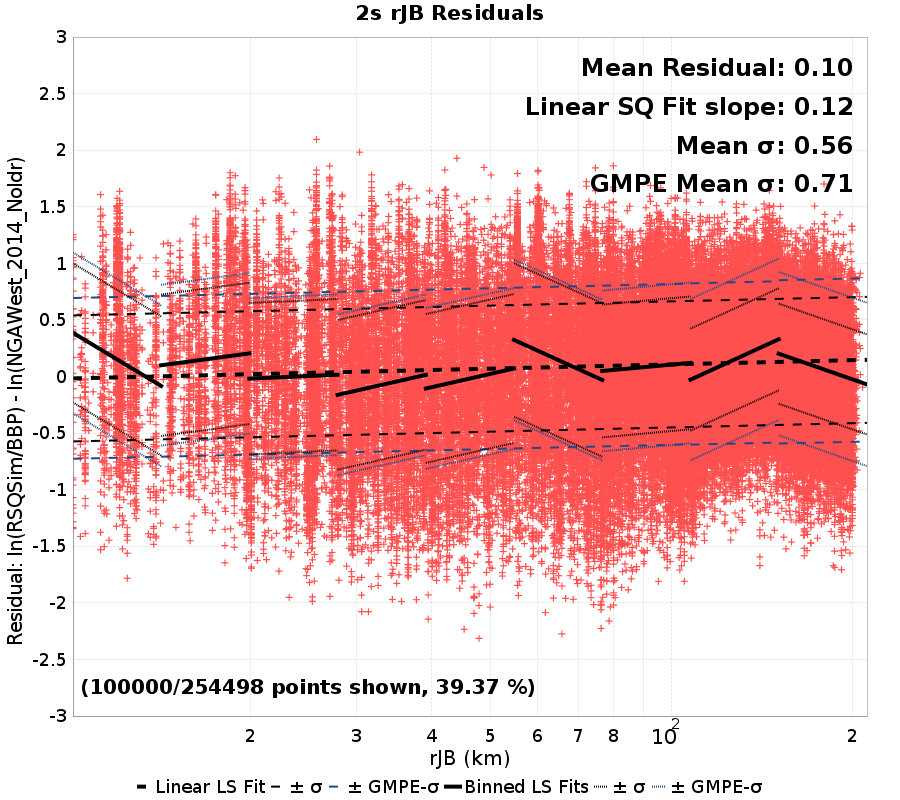 2s rJB Residuals
Mean Residual: 0.10
Linear SQ Fit slope: 0.12
Mean σ: 0.56
GMPE Mean σ: 0.71
Residual: ln(RSQSim/BBP) - ln(NGAWest_2014_NoIdr)
3
2.5
2
1.5
1
0.5
0
-0.5
-1
-1.5
-2
-2.5
-3
(100000/254498 points shown, 39.37 %)
2 3 4 5 6 7 8 10² 2
rJB (km)
Linear LS Fit ± σ ± GMPE-σ Binned LS Fits ± σ ± GMPE-σ